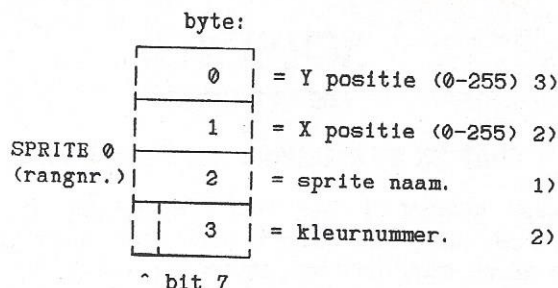 byte:
0 = Y positie (0-255) 3)
1 = X positie (0-255) 2)
SPRITE 0
(rangnr.) 2 = sprite naam. 1)
3 = kleurnummer. 2)
^ bit 7